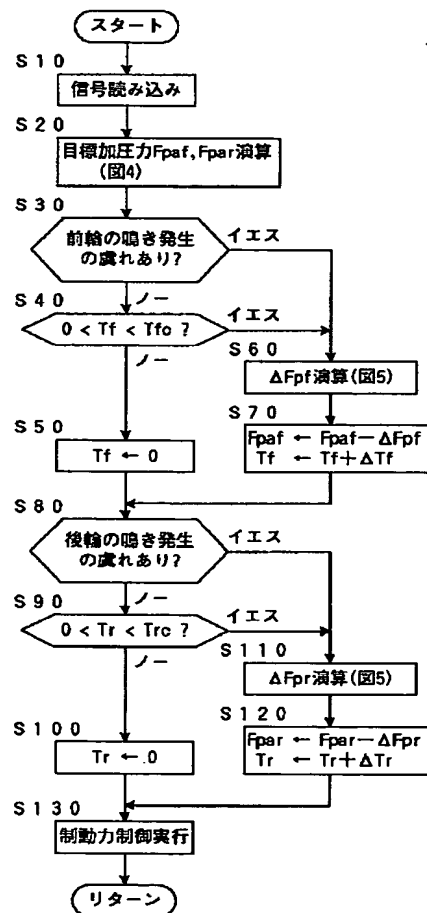 スタート
S10
信号読み込み
S20
目標加圧力Fpaf,Fpar演算
(図4)
S30
前輪の鳴き発生
の虞れあり?
イエス
ノー
S40
0 < Tf < Tfc ?
イエス
ノー
S60
ΔFpf演算(図5)
S70
Fpaf ← Fpaf－ΔFpf
Tf ← Tf＋ΔTf
S50
Tf ← 0
S80
後輪の鳴き発生
の虞れあり?
イエス
ノー
S90
0 < Tr < Trc ?
イエス
ノー
S110
ΔFpr演算(図5)
S120
Fpar ← Fpar－ΔFpr
Tr ← Tr＋ΔTr
S100
Tr ← 0
S130
制動力制御実行
リターン